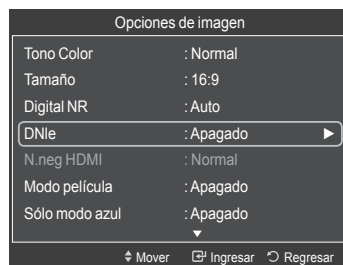 Opciones de imagen
Tono Color : Normal
Tamaño : 16:9
Digital NR : Auto
DNIe : Apagado ►
N.neg HDMI : Normal
Modo película : Apagado
Sólo modo azul : Apagado
▼
Mover Ingresar Regresar